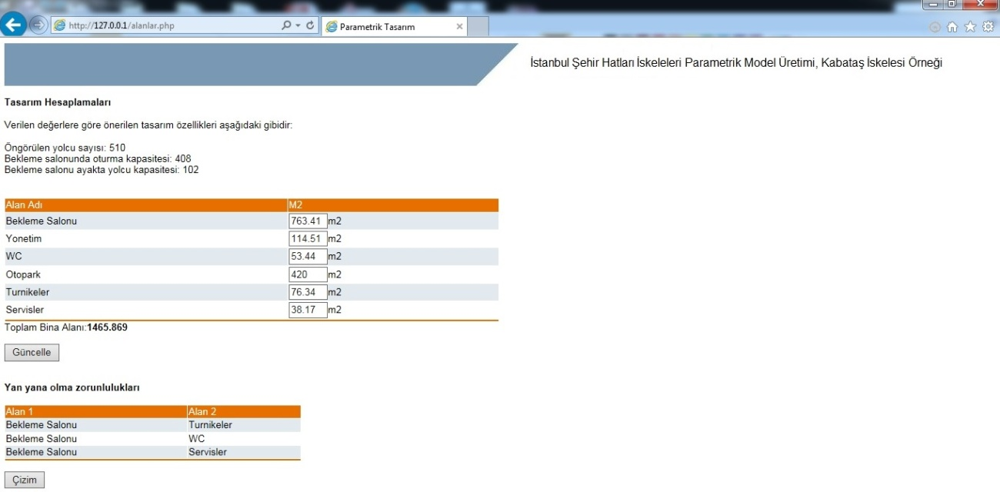 http://127.0.0.1/alanlar.php
Parametrik Tasarım
İstanbul Şehir Hatları İskeleleri Parametrik Model Üretimi, Kabataş İskelesi Örneği
Tasarım Hesaplamaları
Verilen değerlere göre önerilen tasarım özellikleri aşağıdaki gibidir:
Öngörülen yolcu sayısı: 510
Bekleme salonunda oturma kapasitesi: 408
Bekleme salonu ayakta yolcu kapasitesi: 102
Alan Adı M2
Bekleme Salonu 763.41 m2
Yonetim 114.51 m2
WC 53.44 m2
Otopark 420 m2
Turnikeler 76.34 m2
Servisler 38.17 m2
Toplam Bina Alanı:1465.869
Güncelle
Yan yana olma zorunlulukları
Alan 1 Alan 2
Bekleme Salonu Turnikeler
Bekleme Salonu WC
Bekleme Salonu Servisler
Çizim